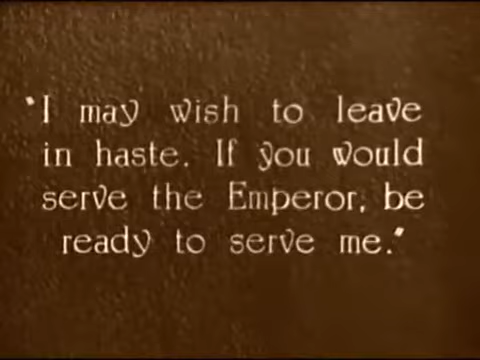 "I may wish to leave
in haste. If you would
serve the Emperor, be
ready to serve me."